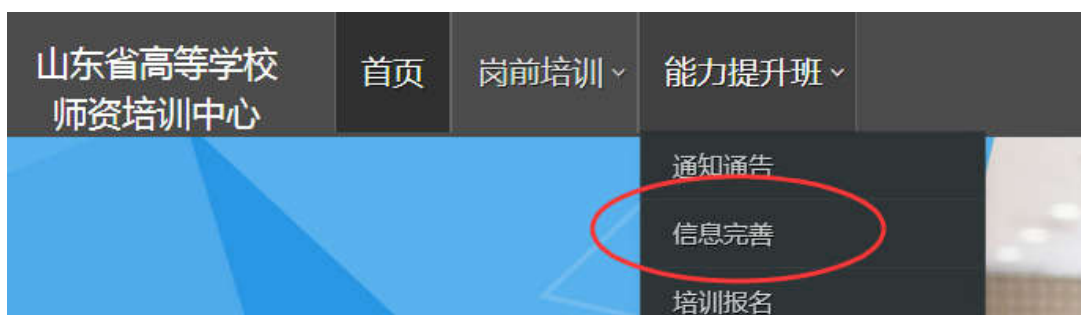 山东省高等学校
师资培训中心
首页
岗前培训
能力提升班
通知通告
信息完善
培训报名